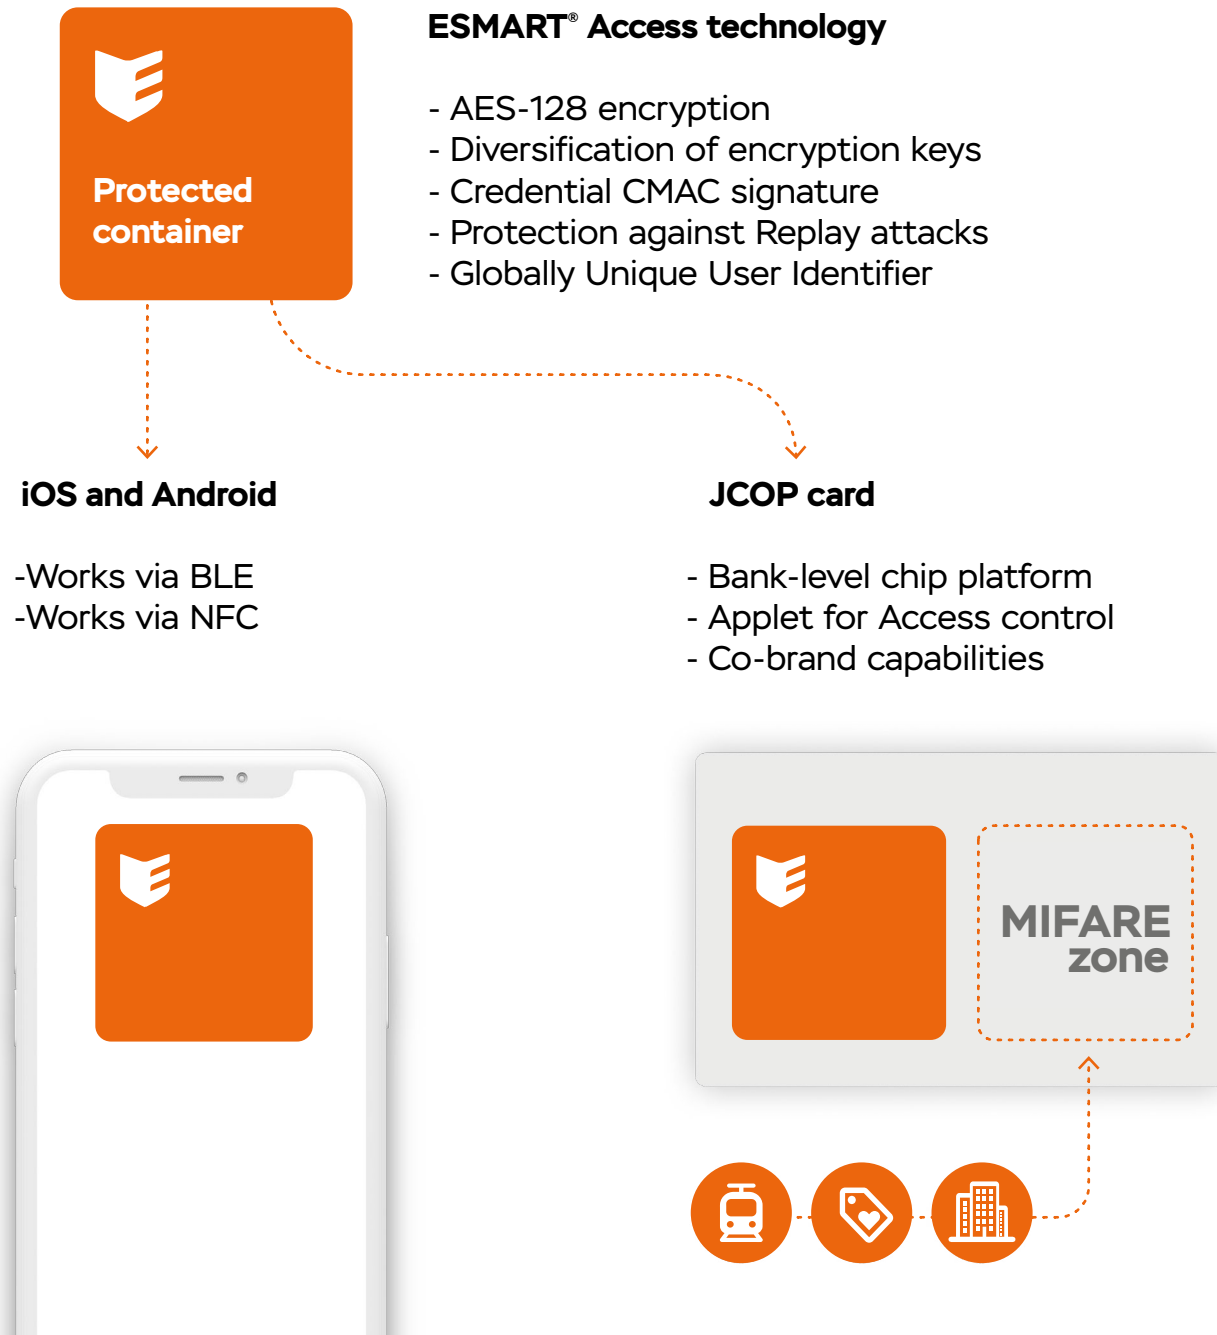 ESMART® Access technology
- AES-128 encryption
- Diversification of encryption keys
- Credential CMAC signature
- Protection against Replay attacks
- Globally Unique User Identifier
Protected
container
iOS and Android
-Works via BLE
-Works via NFC
JCOP card
- Bank-level chip platform
- Applet for Access control
- Co-brand capabilities
MIFARE
zone